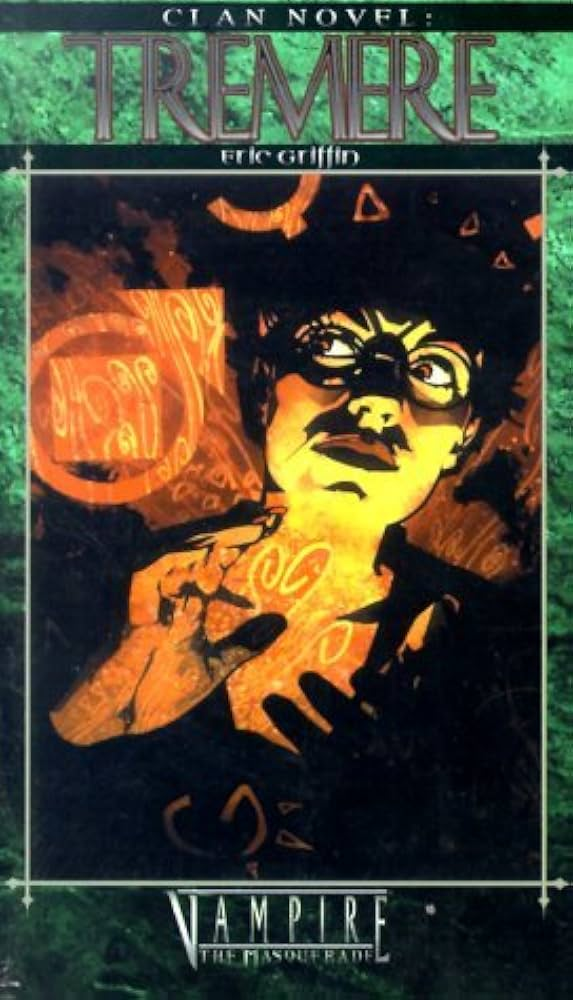 CLAN NOVEL:
TREMERE
Eric Griffin
VAMPIRE
THE MASQUERADE